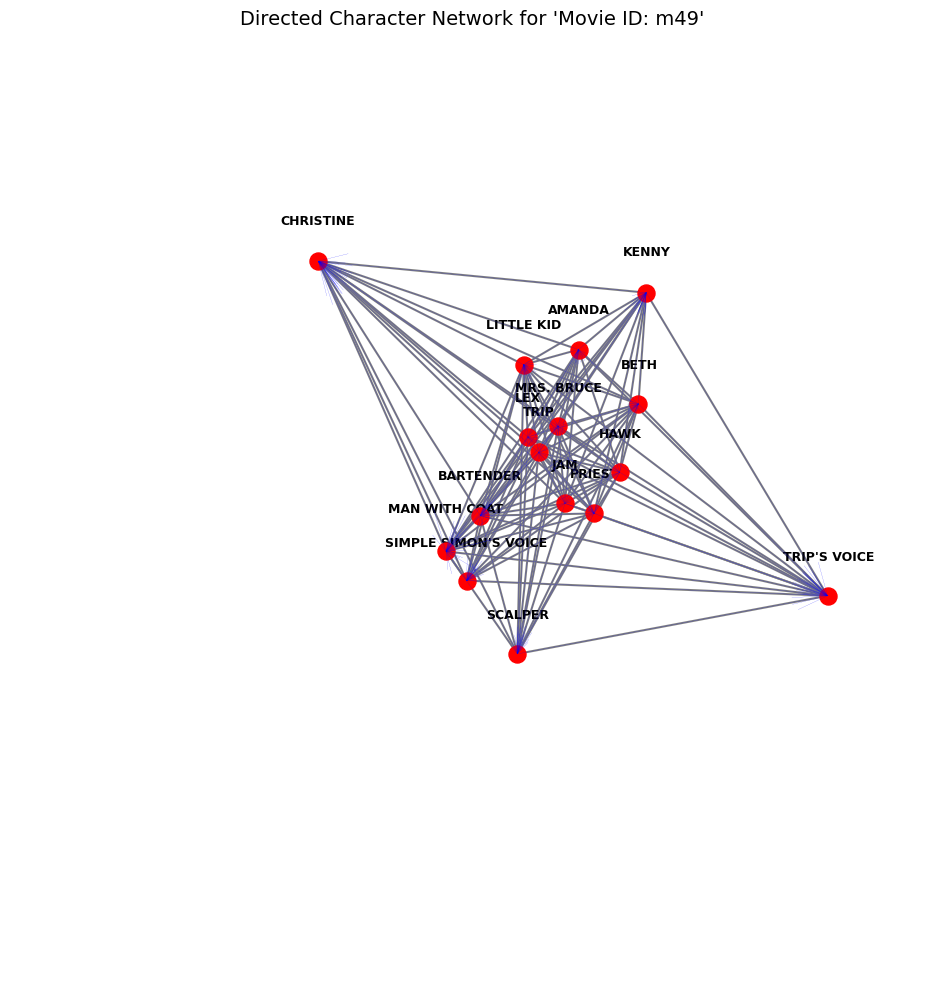 Directed Character Network for 'Movie ID: m49'
CHRISTINE
KENNY
AMANDA
LITTLE KID
BETH
MRS. BRUCE
LEX
TRIP
HAWK
JAM
PRIEST
BARTENDER
MAN WITH COAT
SIMPLE SIMON'S VOICE
TRIP'S VOICE
SCALPER